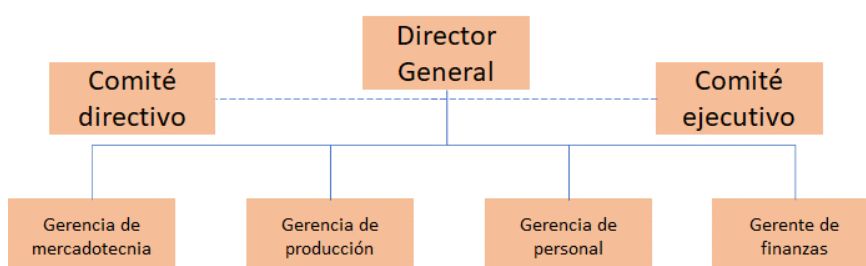 Director
General
Comité
directivo
Comité
ejecutivo
Gerencia de
mercadotecnia
Gerencia de
producción
Gerencia de
personal
Gerente de
finanzas